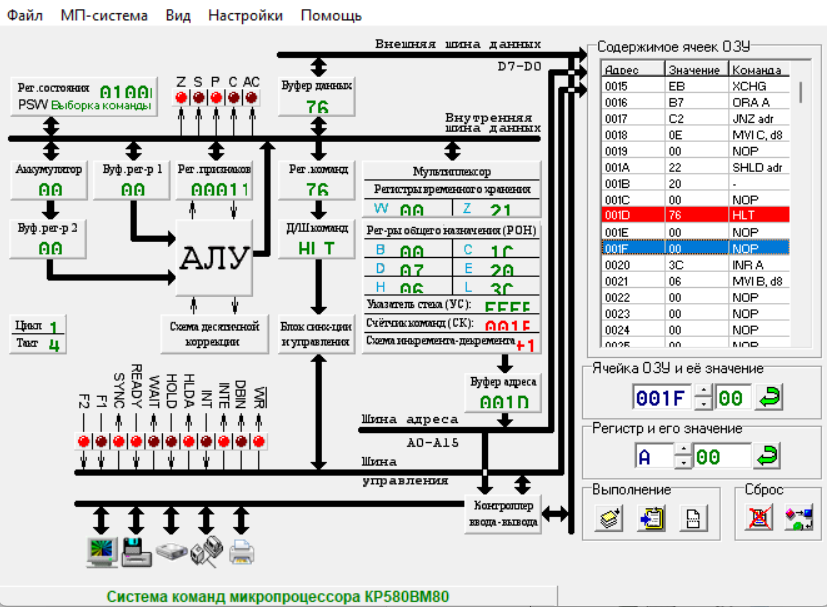 Файл МП-система Вид Настройки Помощь
Внешняя шина данных
D7-D0
Рег.состояния
PSW Выборка команды
Z S P C AC
Буфер данных
76
Внутренняя
шина данных
Аккумулятор
00
Буф.рег-р 1
00
Рег.признаков
00011
Рег.команд
76
Мультиплексор
Регистры временного хранения
W 00 Z 21
Буф.рег-р 2
00
АЛУ
Д/Ш команд
HLT
Рег-ры общего назначения (РОН)
B 00 C 1C
D 07 E 20
H 06 L 3C
Указатель стека (УС): FFFF
Счётчик команд (СК): 001E
Схема инкремента-декремента +1
Цикл 1
Такт 4
Схема десятичной
коррекции
Блок синх-ции
и управления
Буфер адреса
001D
F2 F1 SYNC READY WAIT HOLD HLDA INT INTE DBIN WR
Шина адреса
A0-A15
Шина
управления
Контроллер
ввода-вывода
Содержимое ячеек ОЗУ
Адрес Значение Команда
0015 EB XCHG
0016 B7 ORA A
0017 C2 JNZ adr
0018 0E MVI C, d8
0019 00 NOP
001A 22 SHLD adr
001B 20 -
001C 00 NOP
001D 76 HLT
001E 00 NOP
001F 00 NOP
0020 3C INR A
0021 06 MVI B, d8
0022 00 NOP
0023 00 NOP
0024 00 NOP
0025 00 NOP
Ячейка ОЗУ и её значение
001F 00
Регистр и его значение
A 00
Выполнение
Сброс
Система команд микропроцессора КР580ВМ80